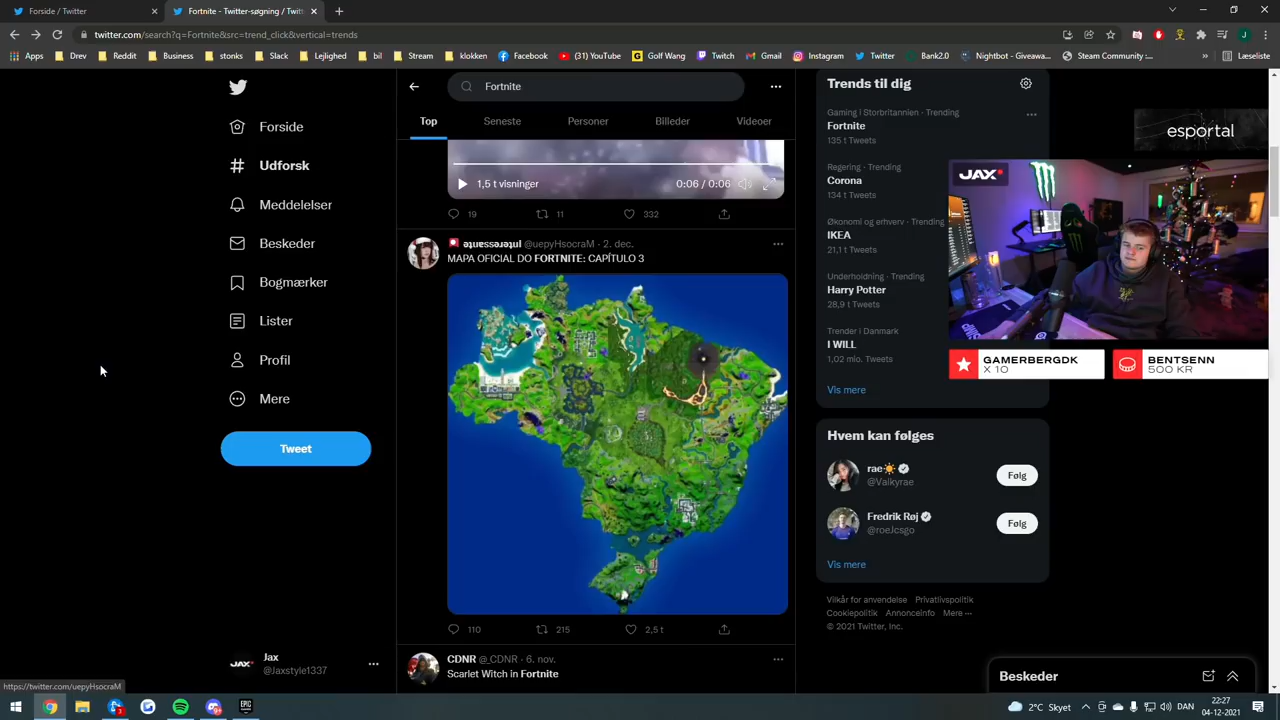 Forside / Twitter
Fortnite - Twitter-søgning / Twitt
twitter.com/search?q=Fortnite&src=trend_click&vertical=trends
Apps
Drev
Reddit
Business
stonks
Slack
Lejlighed
bil
Stream
klokken
Facebook
(31) YouTube
Golf Wang
Twitch
Gmail
Instagram
Twitter
Bank2.0
Nightbot - Giveawa...
Steam Community:...
Læseliste
Forside
Udforsk
Meddelelser
Beskeder
Bogmærker
Lister
Profil
Mere
Tweet
Jax
@Jaxstyle1337
https://twitter.com/uepyHsocraM
Fortnite
Top
Seneste
Personer
Billeder
Videoer
1,5 t visninger
0:06 / 0:06
19
11
332
@uepyHsocraM · 2. dec.
MAPA OFICIAL DO FORTNITE: CAPÍTULO 3
110
215
2,5 t
CDNR @_CDNR · 6. nov.
Scarlet Witch in Fortnite
Trends til dig
Gaming i Storbritannien · Trending
Fortnite
135 t Tweets
Regering · Trending
Corona
134 t Tweets
Økonomi og erhverv · Trending
IKEA
21,1 t Tweets
Underholdning · Trending
Harry Potter
28,9 t Tweets
Trender i Danmark
I WILL
1,02 mio. Tweets
Vis mere
Hvem kan følges
rae
@Valkyrae
Følg
Fredrik Røj
@roeJcsgo
Følg
Vis mere
Vilkår for anvendelse
Privatlivspolitik
Cookiepolitik
Annonceinfo
Mere ···
© 2021 Twitter, Inc.
esportal
JAX
GAMERBERGDK
X 10
BENTSENN
500 KR
Beskeder
2°C Skyet
DAN
22:27
04-12-2021